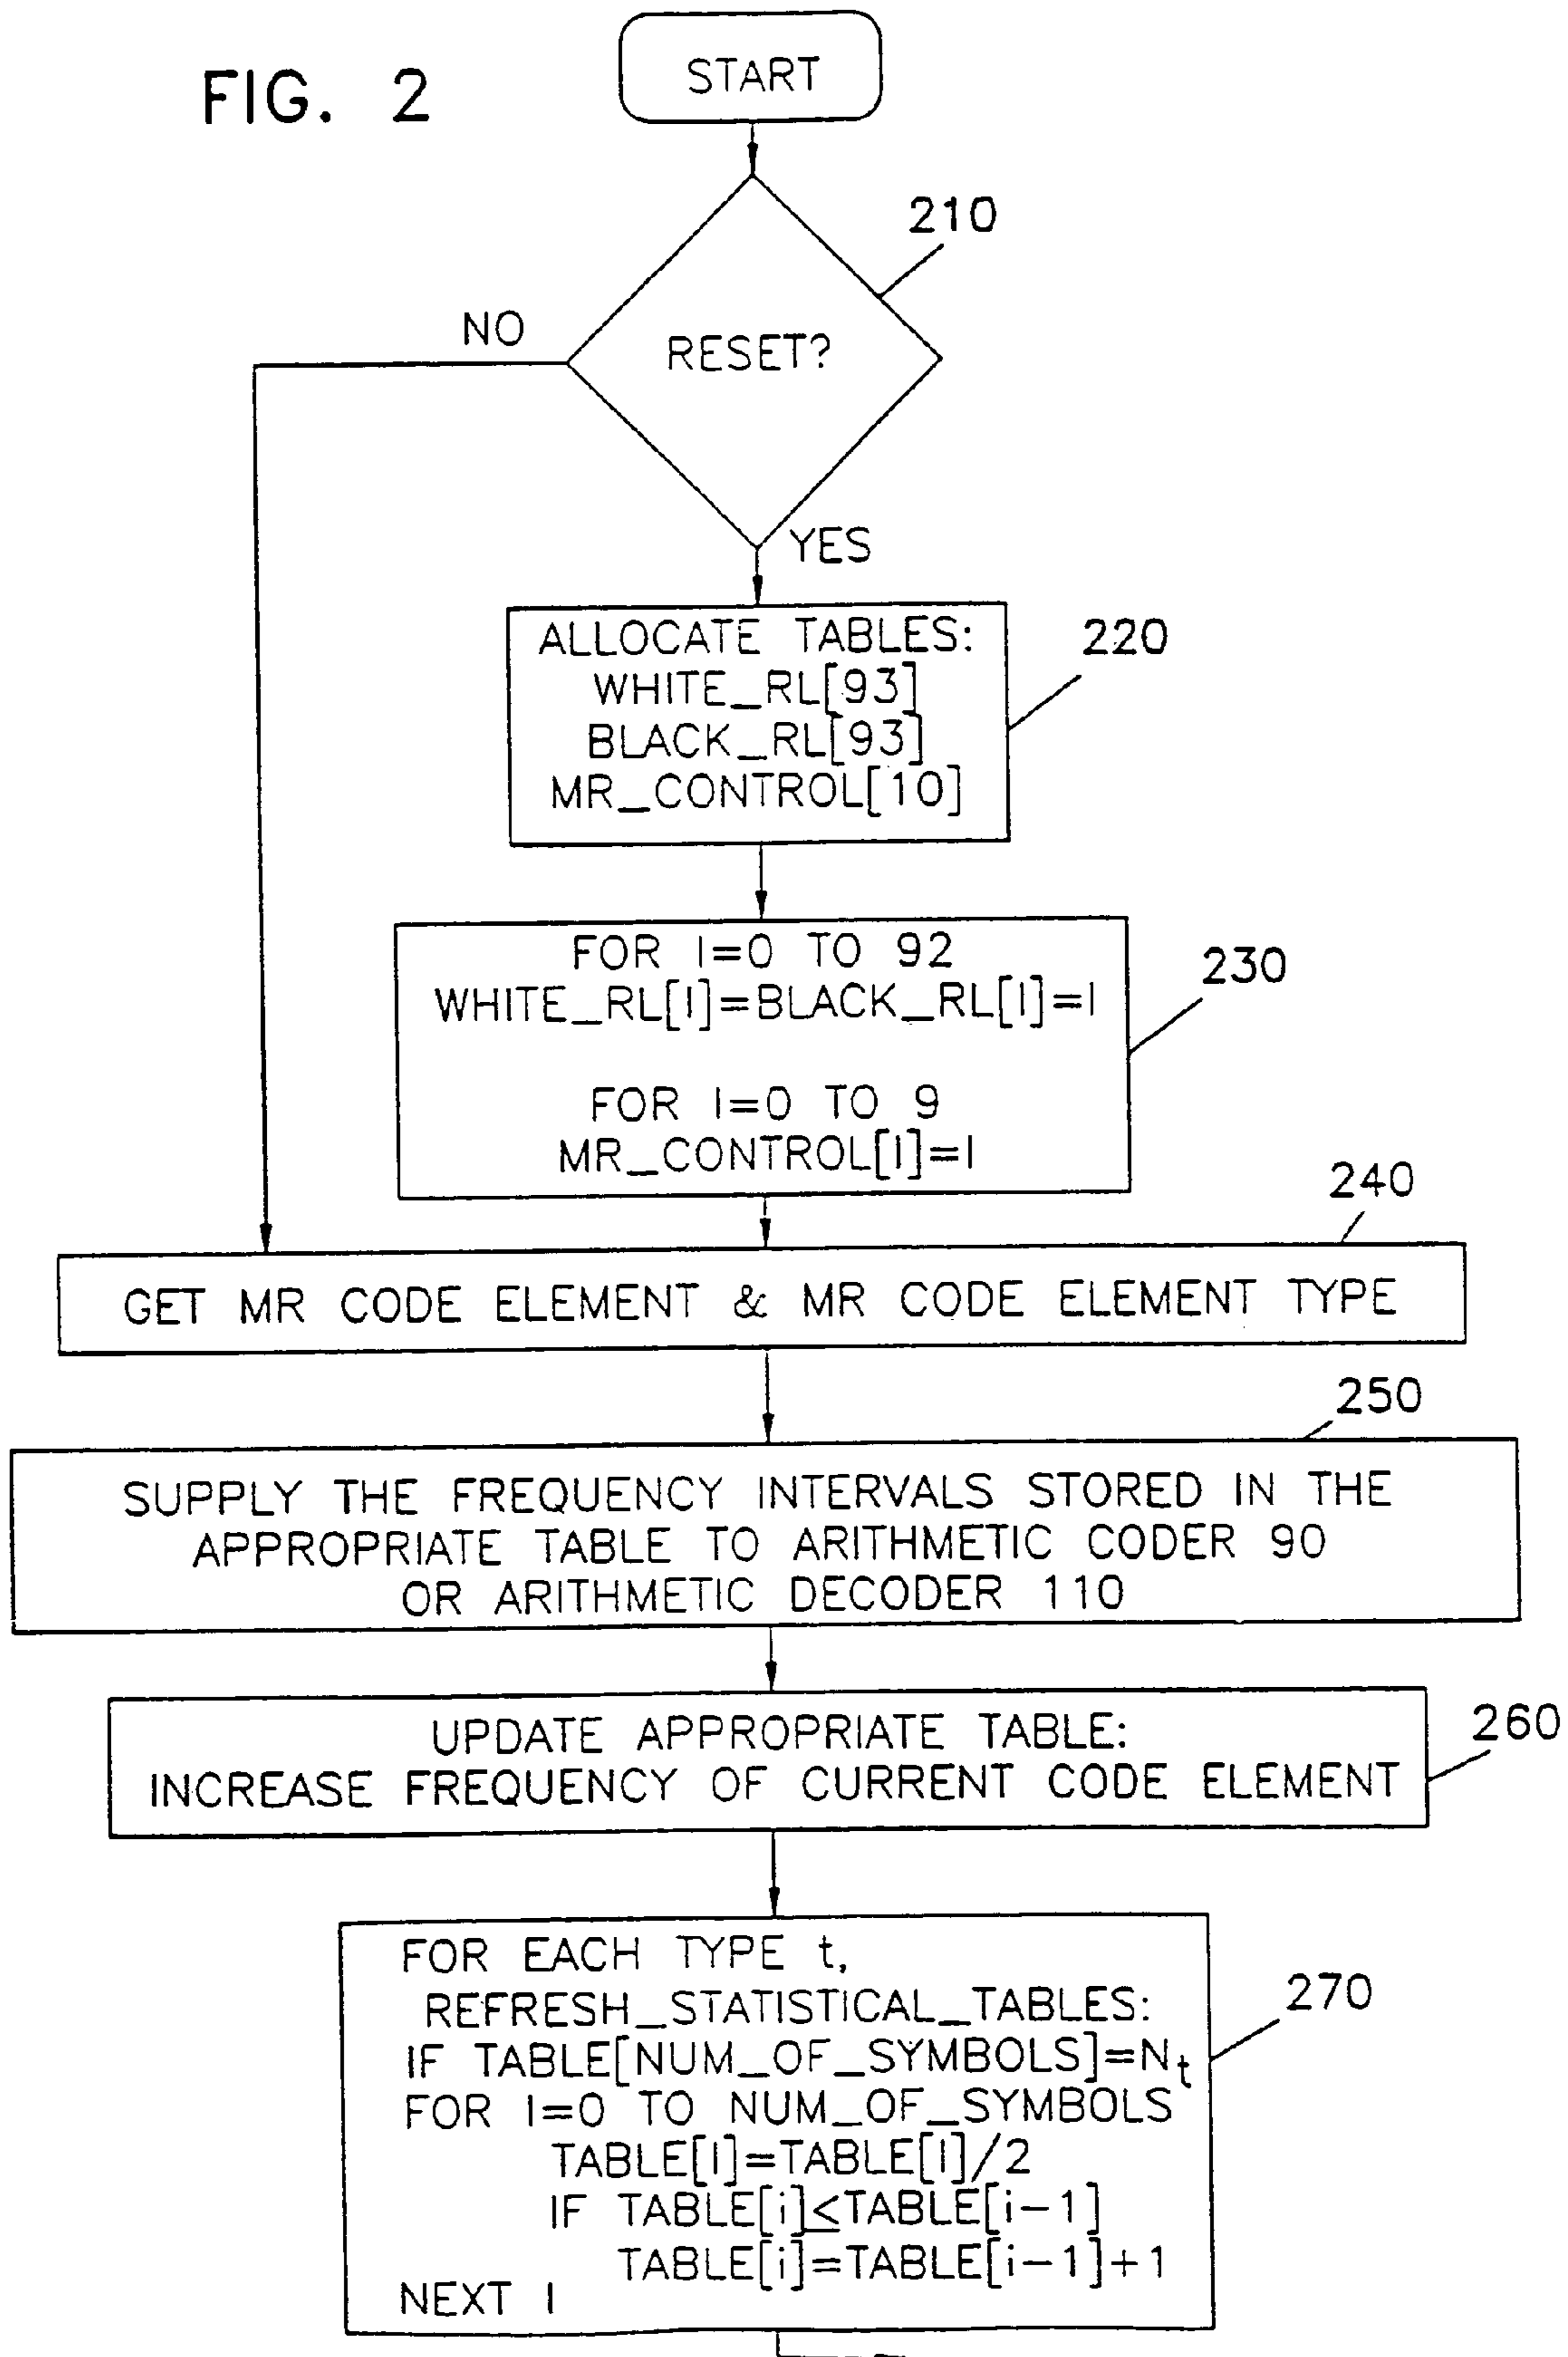 FIG. 2
START
210
RESET?
NO
YES
220
ALLOCATE TABLES:
WHITE_RL[93]
BLACK_RL[93]
MR_CONTROL[10]
230
FOR I=0 TO 92
WHITE_RL[I]=BLACK_RL[I]=I
FOR I=0 TO 9
MR_CONTROL[I]=I
240
GET MR CODE ELEMENT & MR CODE ELEMENT TYPE
250
SUPPLY THE FREQUENCY INTERVALS STORED IN THE
APPROPRIATE TABLE TO ARITHMETIC CODER 90
OR ARITHMETIC DECODER 110
260
UPDATE APPROPRIATE TABLE:
INCREASE FREQUENCY OF CURRENT CODE ELEMENT
270
FOR EACH TYPE t,
REFRESH_STATISTICAL_TABLES:
IF TABLE[NUM_OF_SYMBOLS]=Nt
FOR I=0 TO NUM_OF_SYMBOLS
TABLE[I]=TABLE[I]/2
IF TABLE[i]≤TABLE[i-1]
TABLE[i]=TABLE[i-1]+1
NEXT I